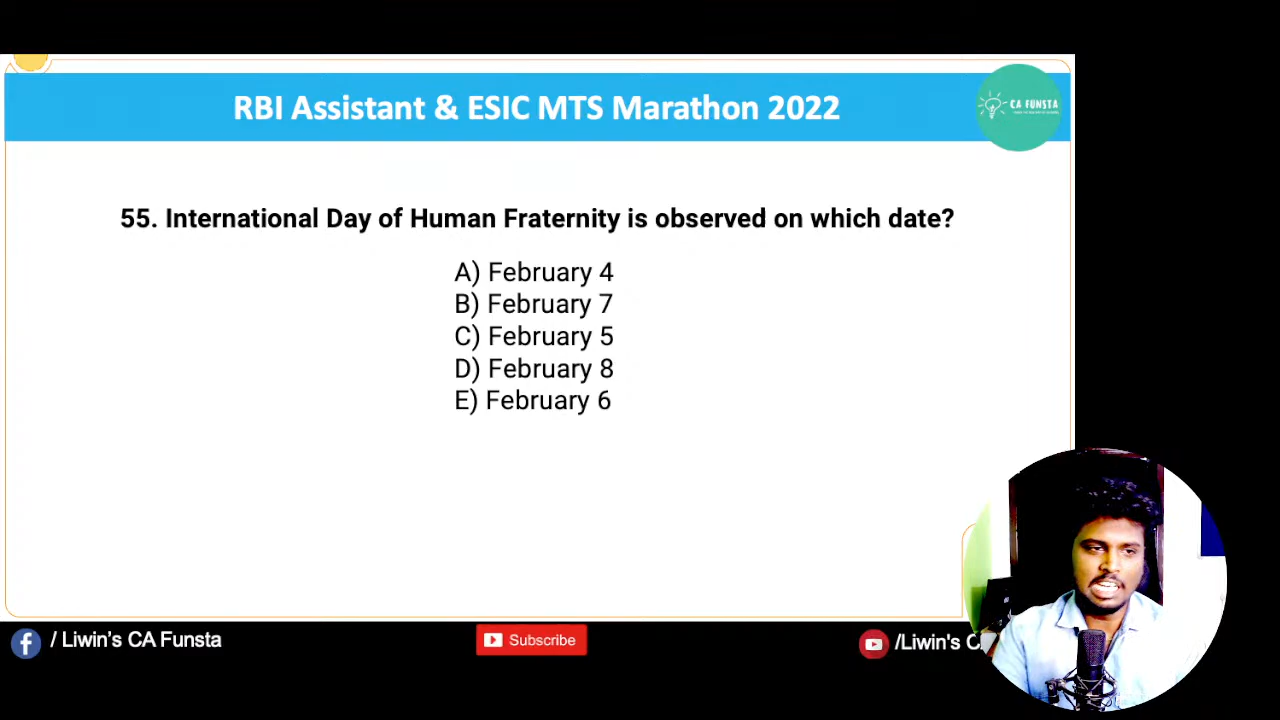 RBI Assistant & ESIC MTS Marathon 2022
CA FUNSTA
55. International Day of Human Fraternity is observed on which date?
A) February 4
B) February 7
C) February 5
D) February 8
E) February 6
/ Liwin's CA Funsta
Subscribe
/Liwin's